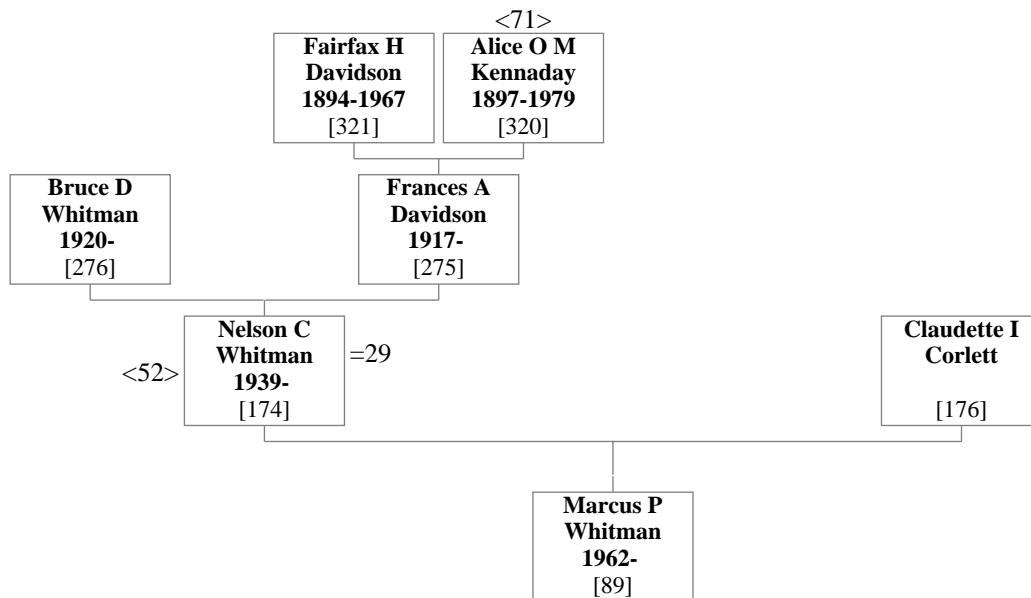 <71>
Fairfax H
Davidson
1894-1967
[321]
Alice O M
Kennaday
1897-1979
[320]
Bruce D
Whitman
1920-
[276]
Frances A
Davidson
1917-
[275]
<52>
Nelson C
Whitman
1939-
[174]
=29
Claudette I
Corlett
[176]
Marcus P
Whitman
1962-
[89]